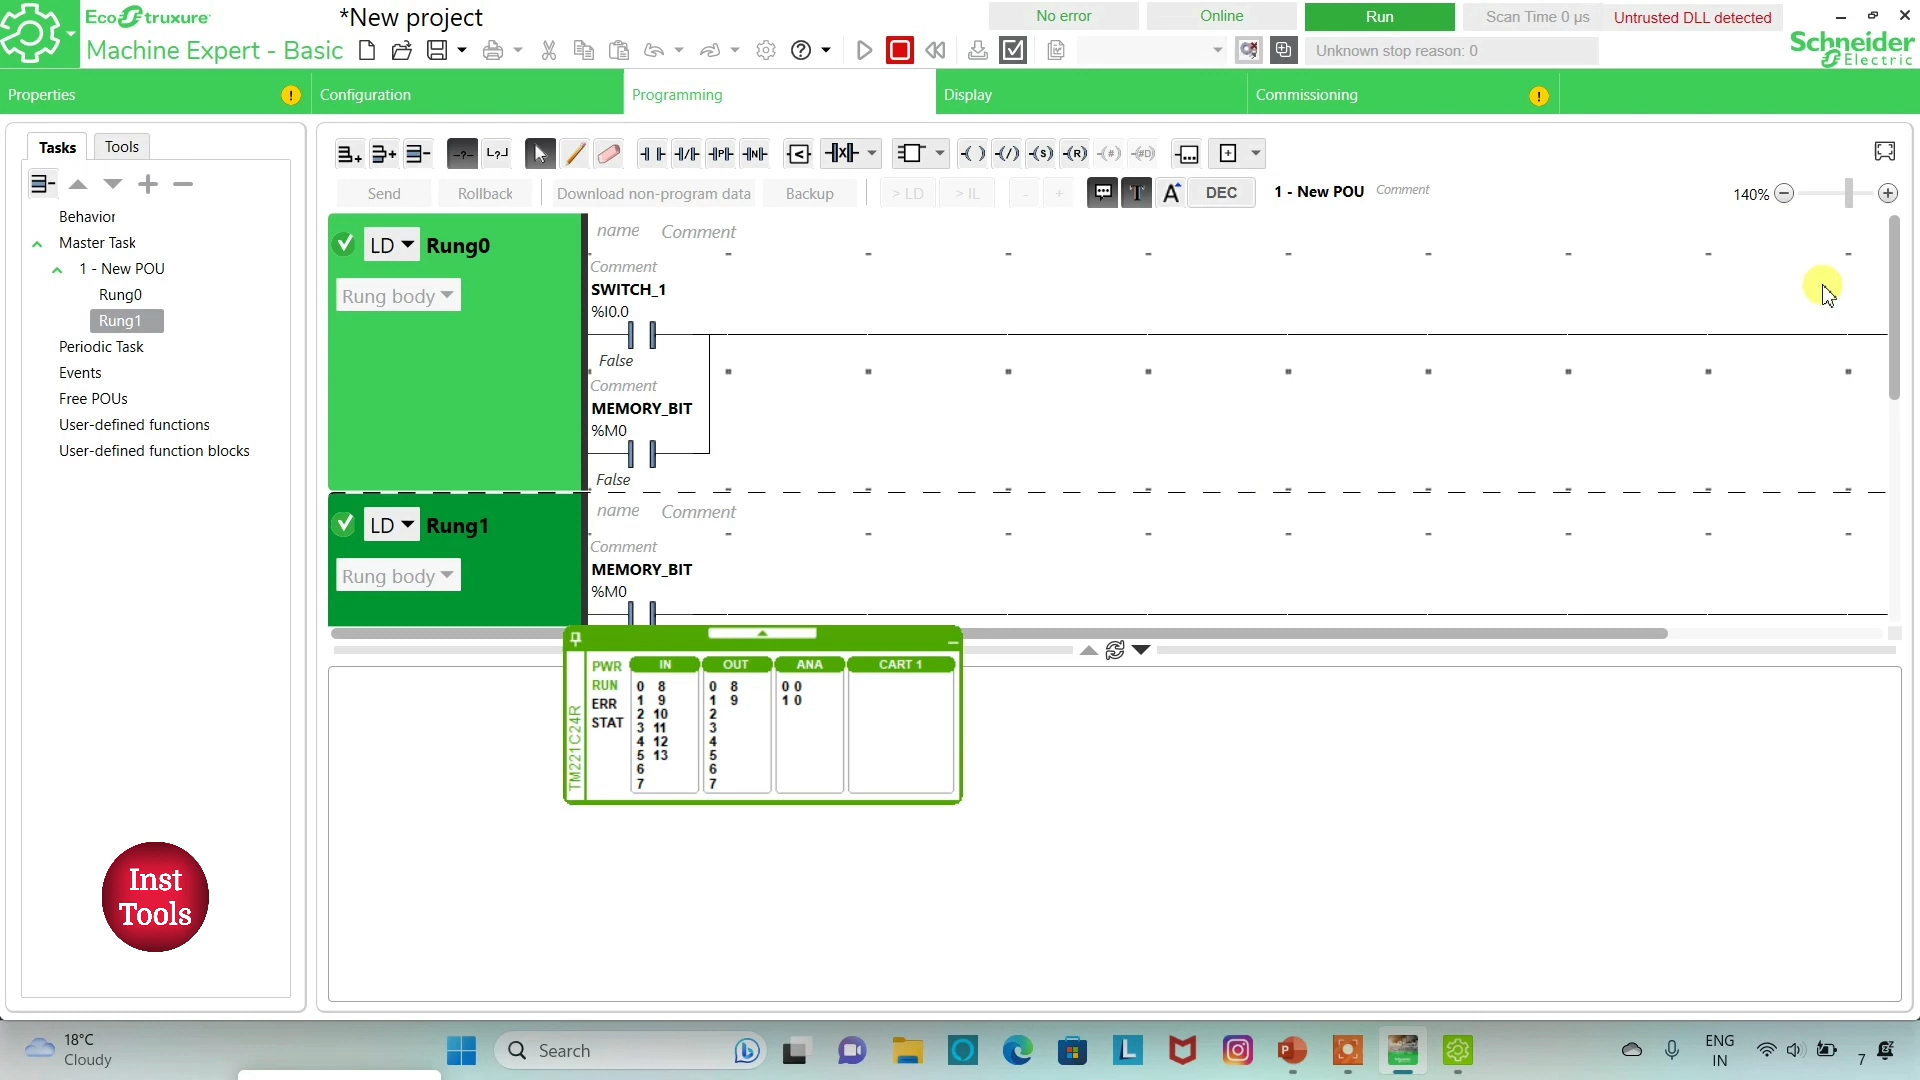 EcoStruxure
Machine Expert - Basic
*New project
No error
Online
Run
Scan Time 0 µs
Untrusted DLL detected
Unknown stop reason: 0
Schneider
Electric
Properties
Configuration
Programming
Display
Commissioning
Tasks
Tools
Behavior
Master Task
1 - New POU
Rung0
Rung1
Periodic Task
Events
Free POUs
User-defined functions
User-defined function blocks
Send
Rollback
Download non-program data
Backup
> LD
> IL
-
+
T
A
DEC
1 - New POU
Comment
140%
LD
Rung0
Rung body
name
Comment
Comment
SWITCH_1
%I0.0
False
Comment
MEMORY_BIT
%M0
False
LD
Rung1
Rung body
name
Comment
Comment
MEMORY_BIT
%M0
TM221C24R
PWR
RUN
ERR
STAT
IN
0 8
1 9
2 10
3 11
4 12
5 13
6
7
OUT
0 8
1 9
2
3
4
5
6
7
ANA
0 0
1 0
CART 1
Inst
Tools
18°C
Cloudy
Search
ENG
IN
7